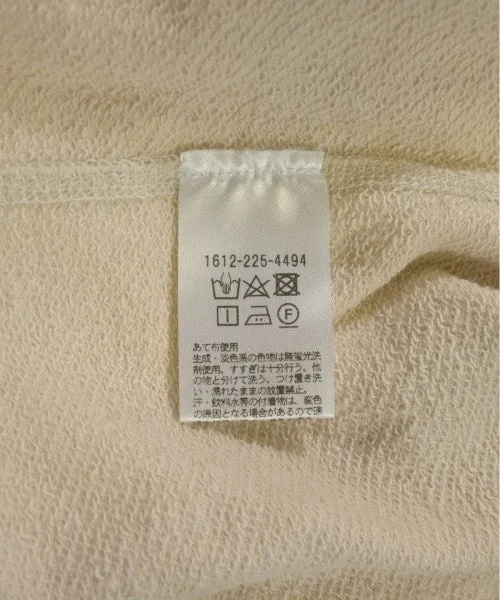 1612-225-4494
F
あて布使用
生成・淡色系の色物は無蛍光洗
剤使用。すすぎは十分行う。他
の物と分けて洗う。つけ置き洗
い・濡れたままの放置禁止。
汗・飲料水等の付着物は、変色
の原因となる場合があるので速